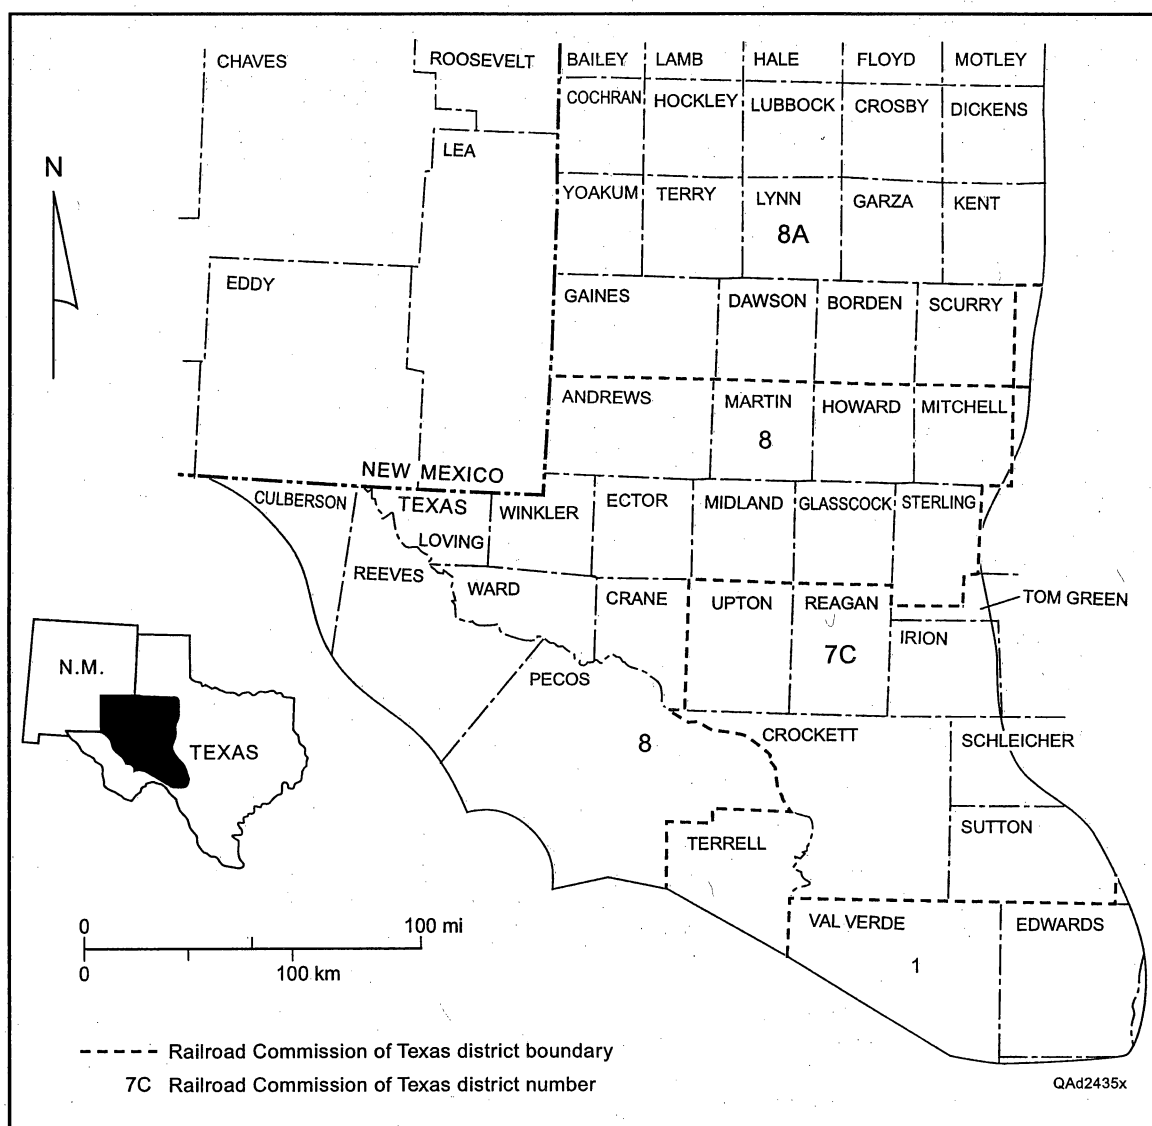 CHAVES
ROOSEVELT
BAILEY LAMB HALE FLOYD MOTLEY
COCHRAN HOCKLEY LUBBOCK CROSBY DICKENS
LEA
N
YOAKUM TERRY LYNN GARZA KENT
8A
EDDY
GAINES DAWSON BORDEN SCURRY
ANDREWS MARTIN HOWARD MITCHELL
8
NEW MEXICO
CULBERSON TEXAS WINKLER ECTOR MIDLAND GLASSCOCK STERLING
LOVING
REEVES WARD CRANE UPTON REAGAN TOM GREEN
IRION
7C
N.M.
PECOS
TEXAS
8
CROCKETT SCHLEICHER
TERRELL SUTTON
VAL VERDE EDWARDS
1
0 100 mi
0 100 km
Railroad Commission of Texas district boundary
7C Railroad Commission of Texas district number
QAd2435x